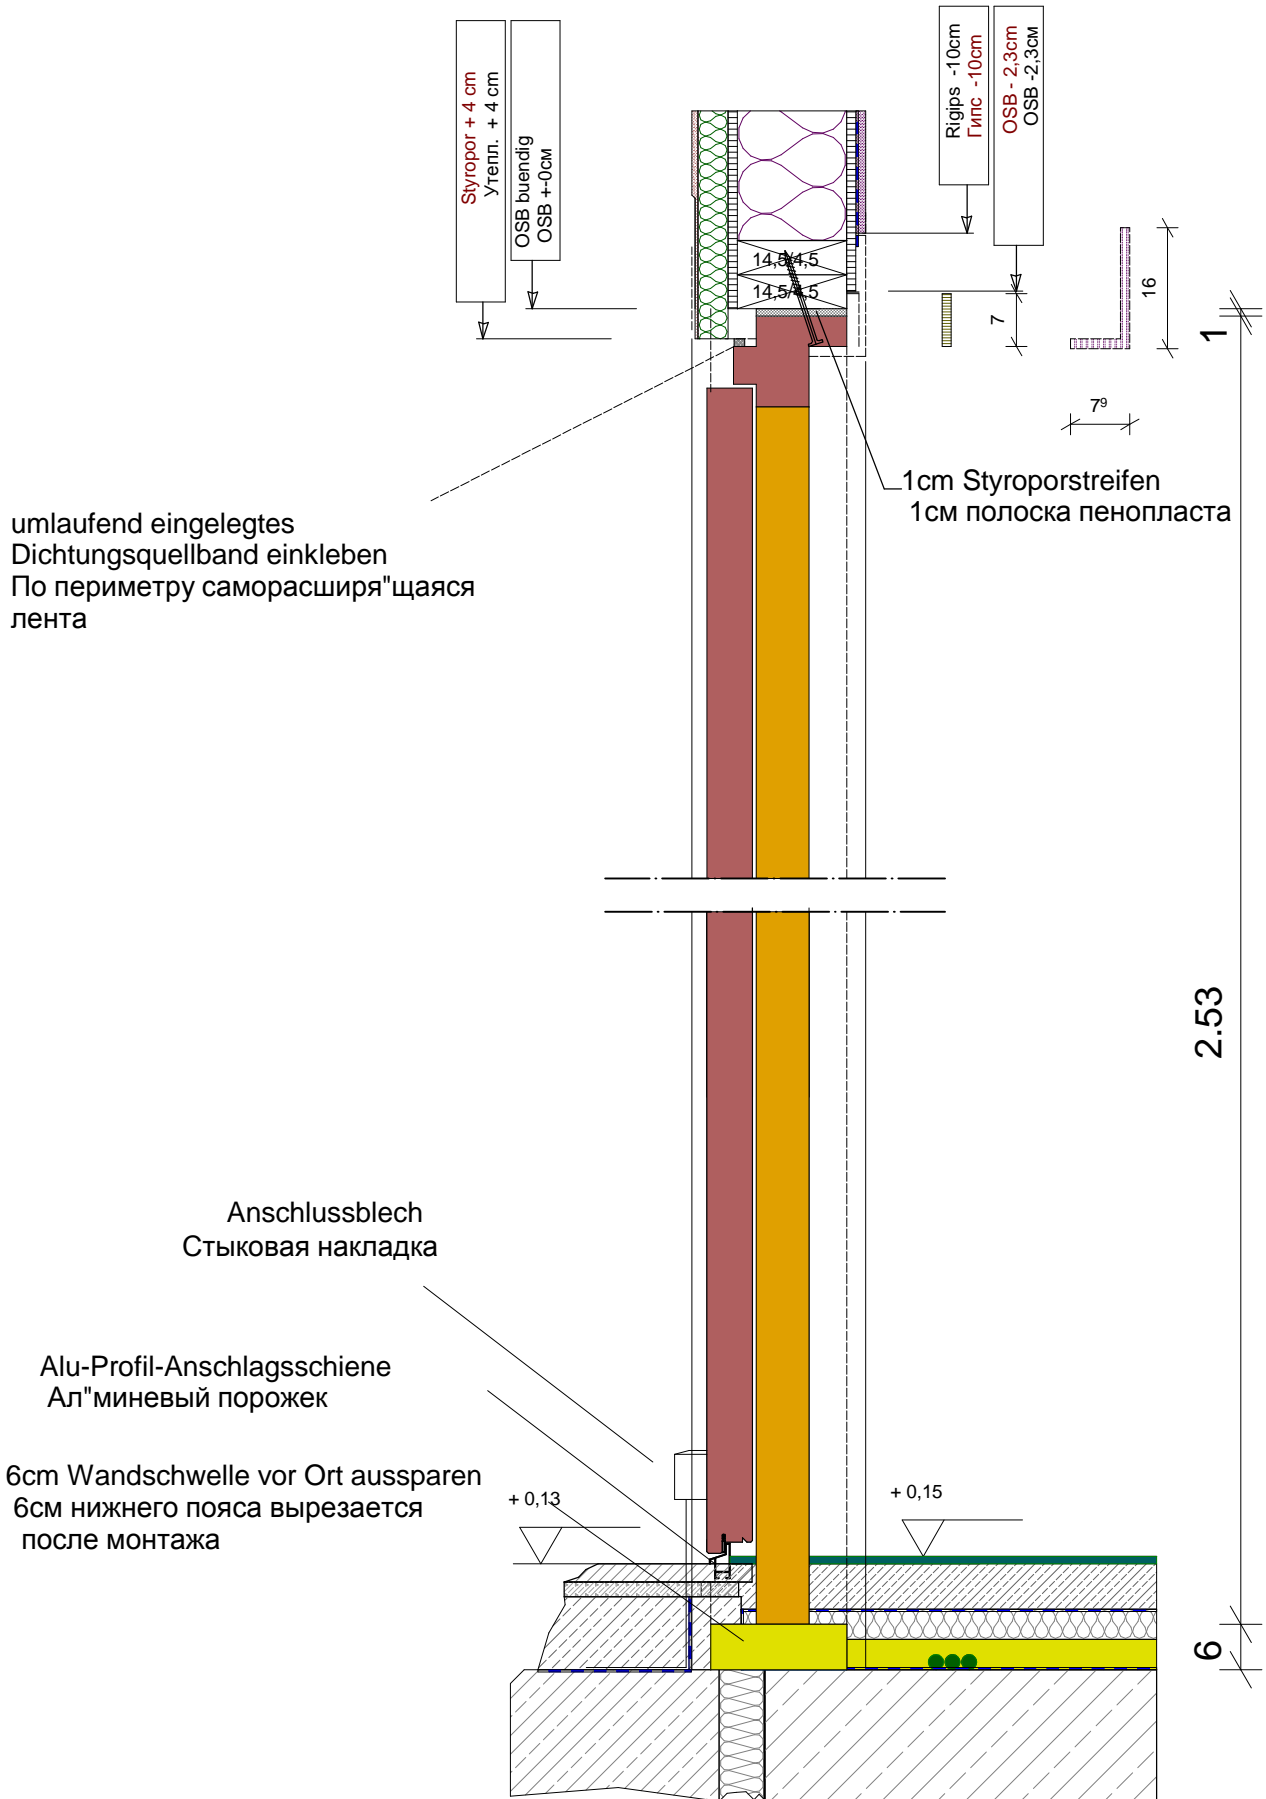 Styropor + 4 cm
Утепл. + 4 cm
OSB buendig
OSB +-0см
Rigips -10cm
Гипс -10cm
OSB - 2,3cm
OSB -2,3см
14,5/4,5
14,5/4,5
7
16
1
7⁹
1cm Styroporstreifen
1см полоска пенопласта
umlaufend eingelegtes
Dichtungsquellband einkleben
По периметру саморасширя"щаяся
лента
2.53
Anschlussblech
Стыковая накладка
Alu-Profil-Anschlagsschiene
Ал"миневый порожек
6cm Wandschwelle vor Ort aussparen
6см нижнего пояса вырезается
после монтажа
+ 0,13
+ 0,15
6